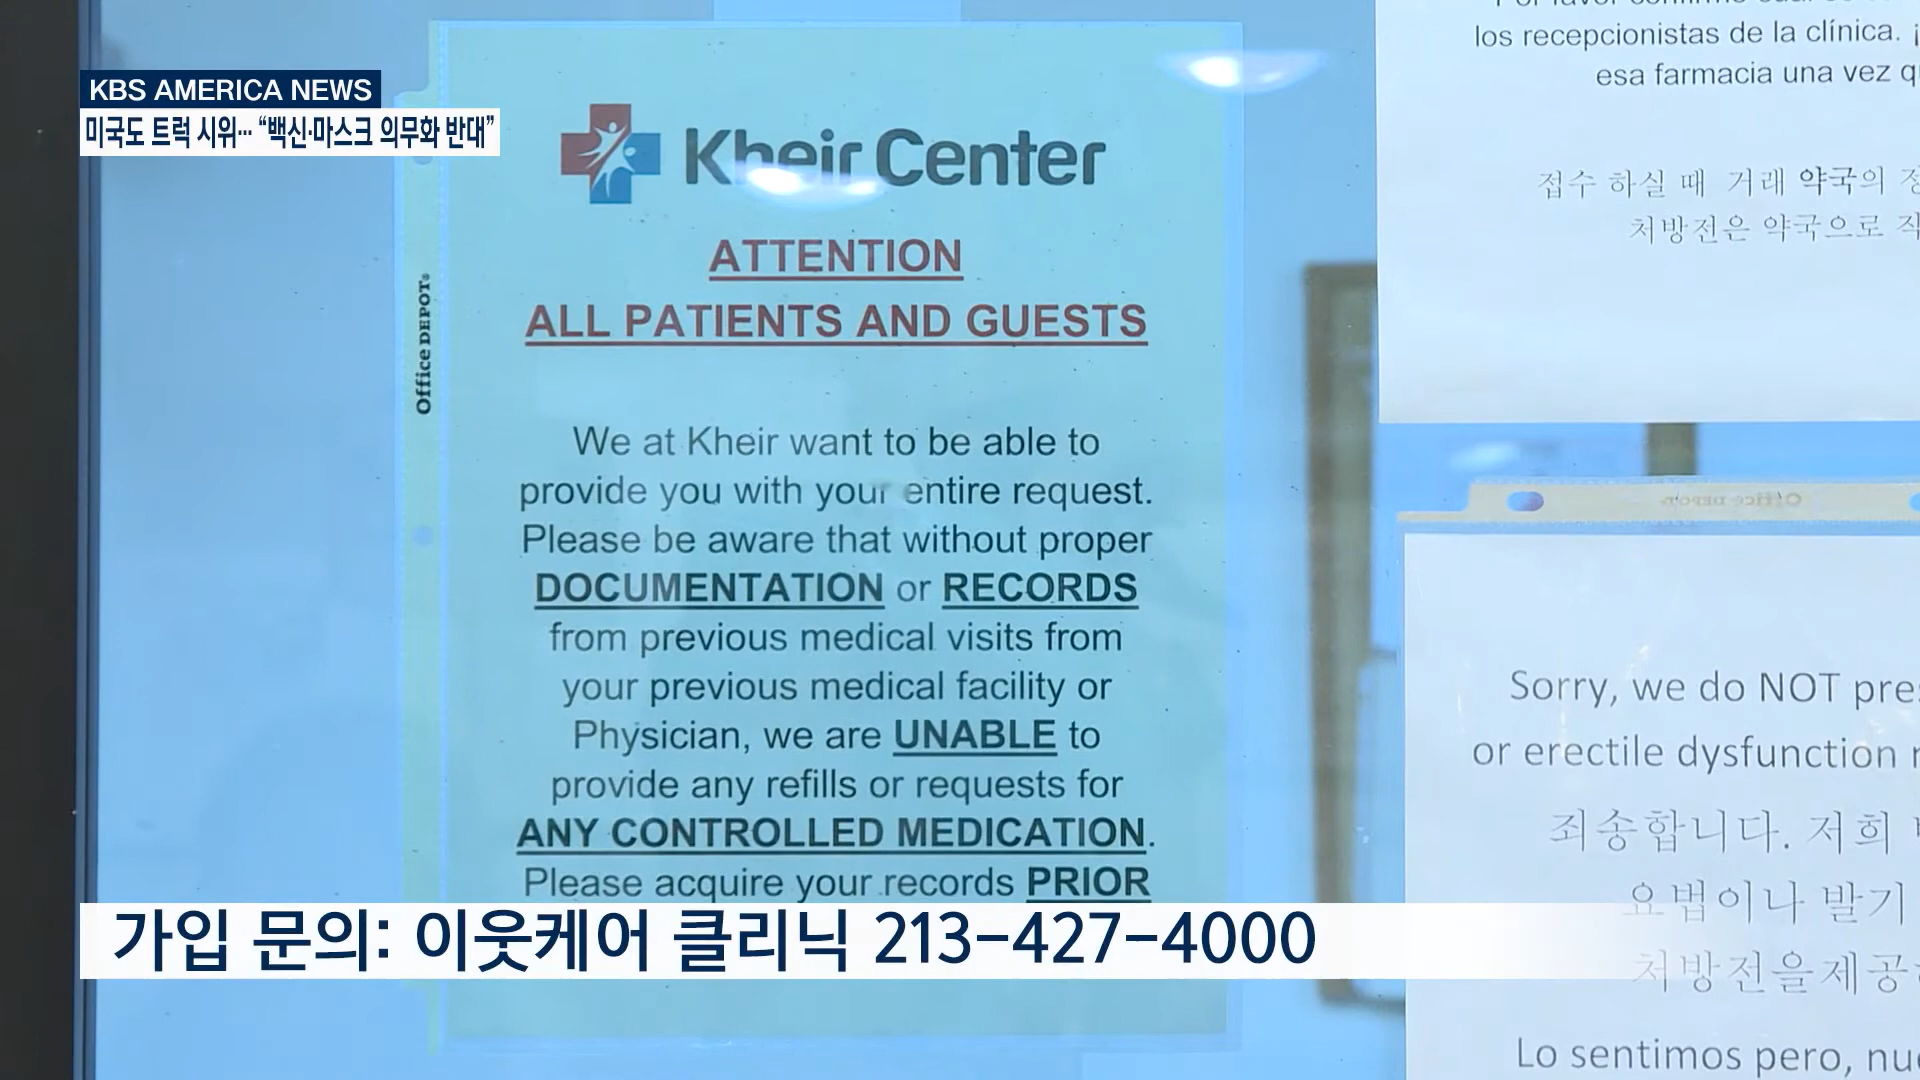 KBS AMERICA NEWS
미국도 트럭 시위··· “백신·마스크 의무화 반대”
Kheir Center
ATTENTION
ALL PATIENTS AND GUESTS
Office DEPOT
We at Kheir want to be able to
provide you with your entire request.
Please be aware that without proper
DOCUMENTATION or RECORDS
from previous medical visits from
your previous medical facility or
Physician, we are UNABLE to
provide any refills or requests for
ANY CONTROLLED MEDICATION.
Please acquire your records PRIOR
가입 문의: 이웃케어 클리닉 213-427-4000
los recepcionistas de la clínica.
esa farmacia una vez
접수 하실 때 거래 약국의
처방전은 약국으로
Office DEPOT
Sorry, we do NOT
or erectile dysfunction
죄송합니다. 저희
요법이나 발기
처방전을제공
Lo sentimos pero,